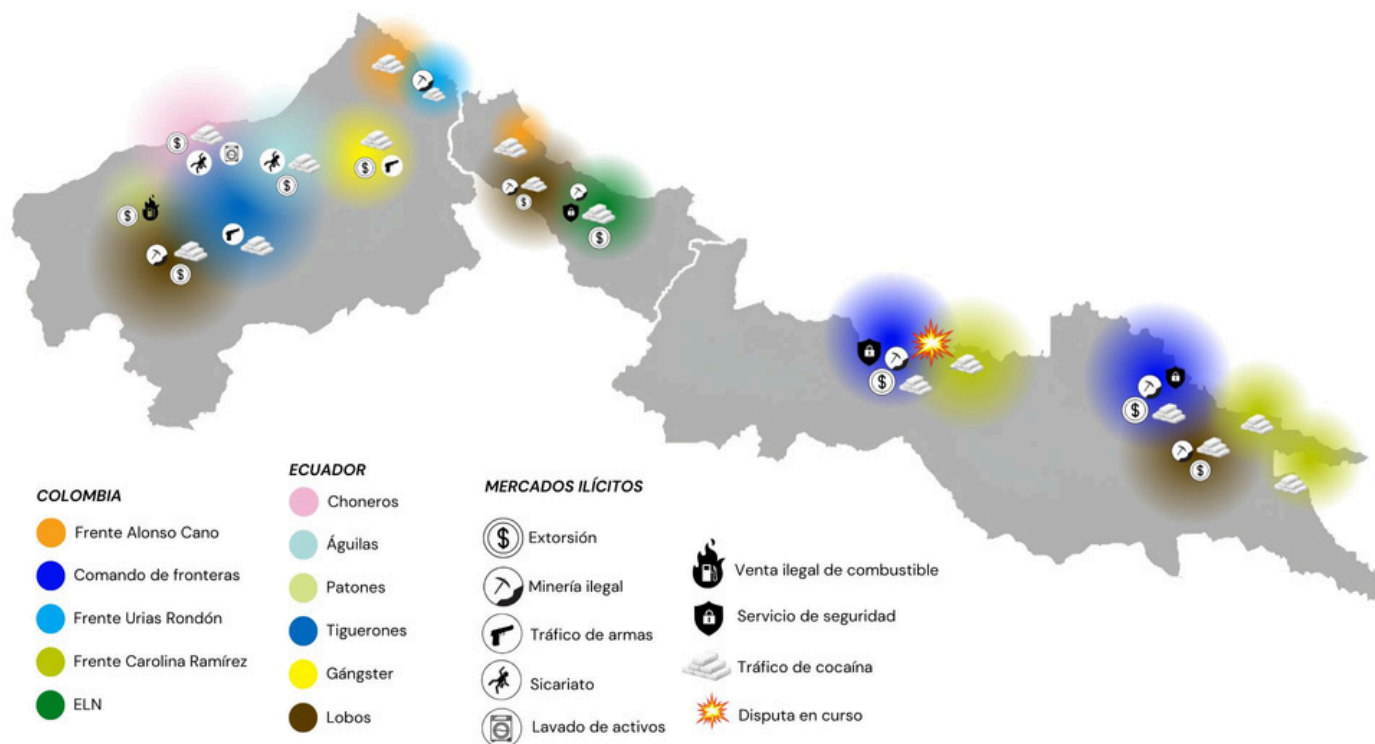 COLOMBIA
Frente Alonso Cano
Comando de fronteras
Frente Urias Rondón
Frente Carolina Ramírez
ELN
ECUADOR
Choneros
Águilas
Patones
Tiguerones
Gángster
Lobos
MERCADOS ILÍCITOS
Extorsión
Minería ilegal
Tráfico de armas
Sicariato
Lavado de activos
Venta ilegal de combustible
Servicio de seguridad
Tráfico de cocaína
Disputa en curso